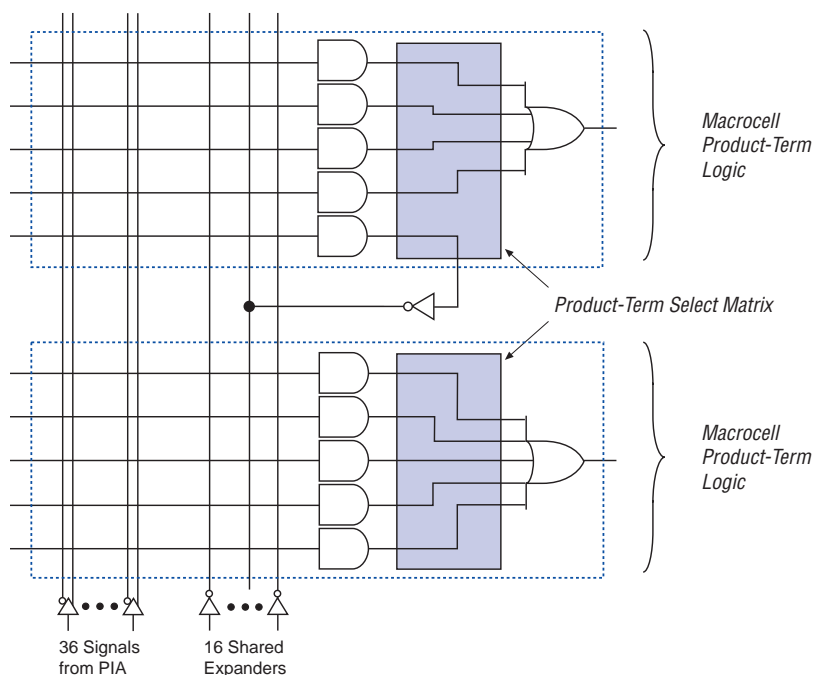 Macrocell
Product-Term
Logic
Product-Term Select Matrix
Macrocell
Product-Term
Logic
36 Signals
from PIA
16 Shared
Expanders